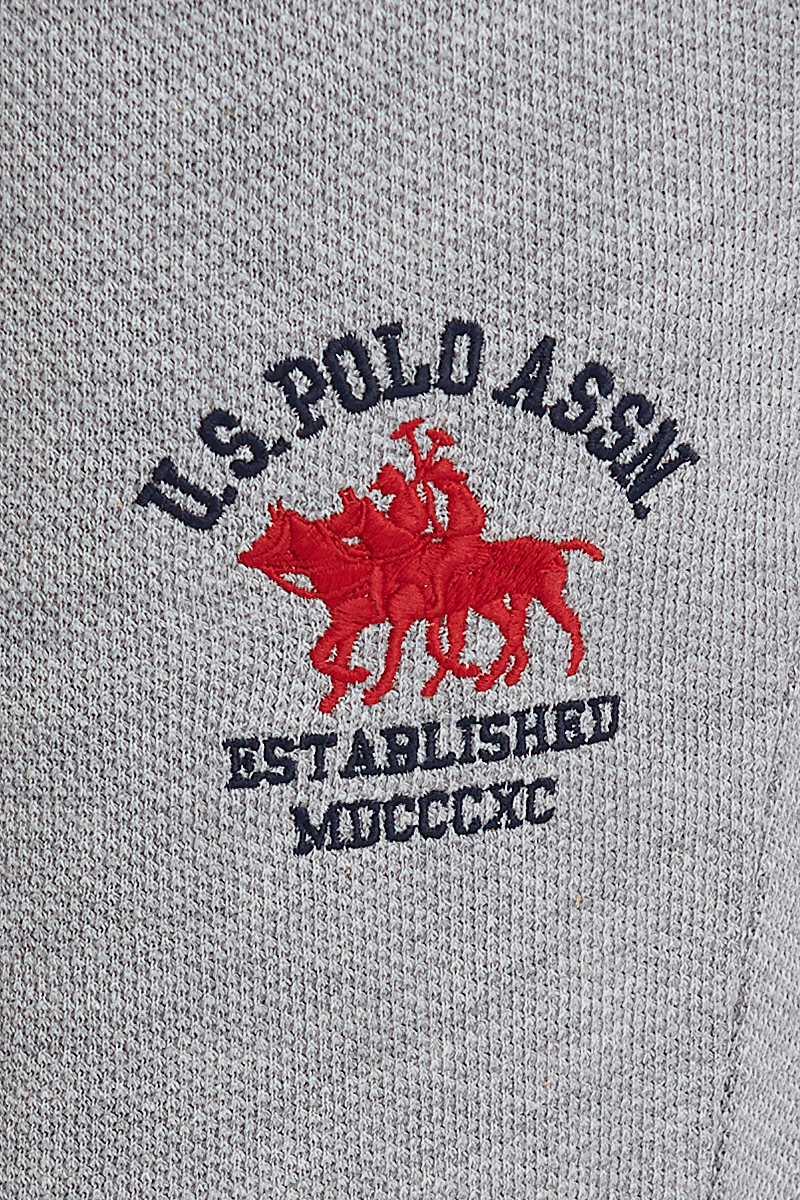 U.S. POLO ASSN.
ESTABLISHED
MDCCCXC